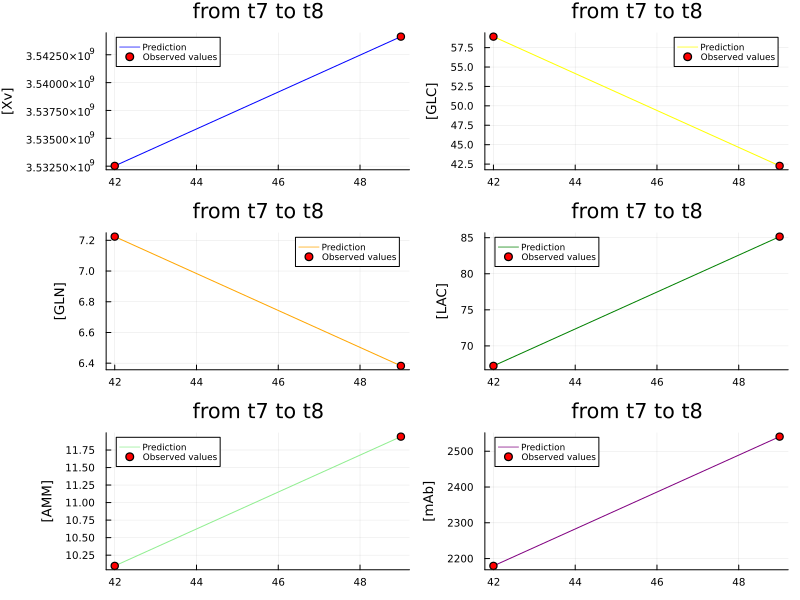 from t7 to t8
[Xv]
3.54250×10⁹
3.54000×10⁹
3.53750×10⁹
3.53500×10⁹
3.53250×10⁹
Prediction
Observed values
42 44 46 48
from t7 to t8
[GLC]
57.5
55.0
52.5
50.0
47.5
45.0
42.5
Prediction
Observed values
42 44 46 48
from t7 to t8
[GLN]
7.2
7.0
6.8
6.6
6.4
Prediction
Observed values
42 44 46 48
from t7 to t8
[LAC]
85
80
75
70
Prediction
Observed values
42 44 46 48
from t7 to t8
[AMM]
11.75
11.50
11.25
11.00
10.75
10.50
10.25
Prediction
Observed values
42 44 46 48
from t7 to t8
[mAb]
2500
2400
2300
2200
Prediction
Observed values
42 44 46 48